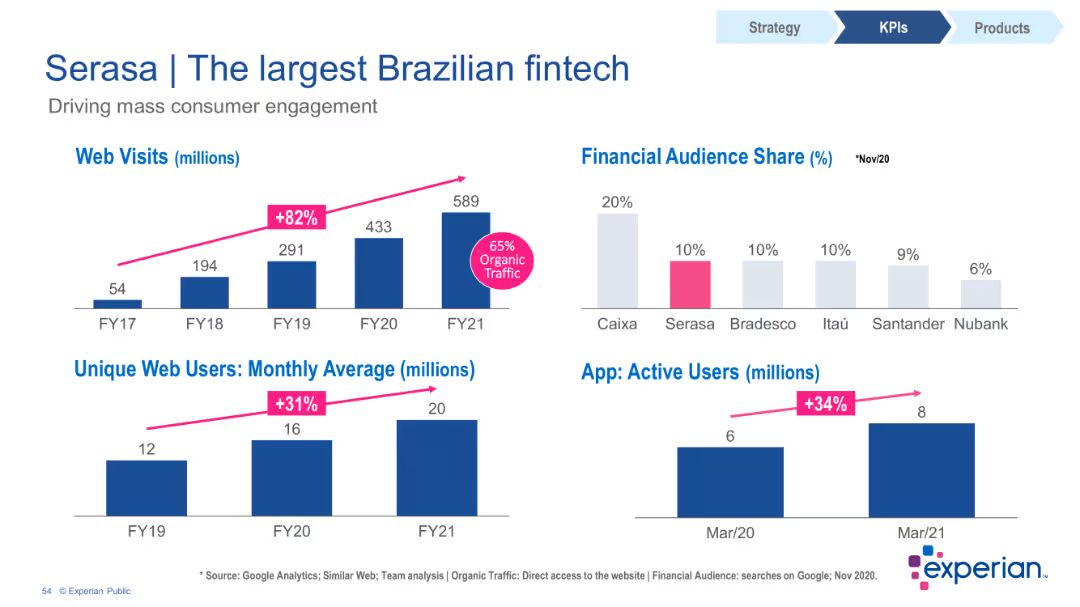 Strategy
KPIs
Products
Serasa | The largest Brazilian fintech
Driving mass consumer engagement
Web Visits (millions)
+82%
54
194
291
433
589
65%
Organic
Traffic
FY17
FY18
FY19
FY20
FY21
Financial Audience Share (%)
*Nov/20
20%
10%
10%
10%
9%
6%
Caixa
Serasa
Bradesco
Itaú
Santander
Nubank
Unique Web Users: Monthly Average (millions)
+31%
12
16
20
FY19
FY20
FY21
App: Active Users (millions)
+34%
6
8
Mar/20
Mar/21
* Source: Google Analytics; Similar Web; Team analysis | Organic Traffic: Direct access to the website | Financial Audience: searches on Google; Nov 2020.
54 © Experian Public
experian™